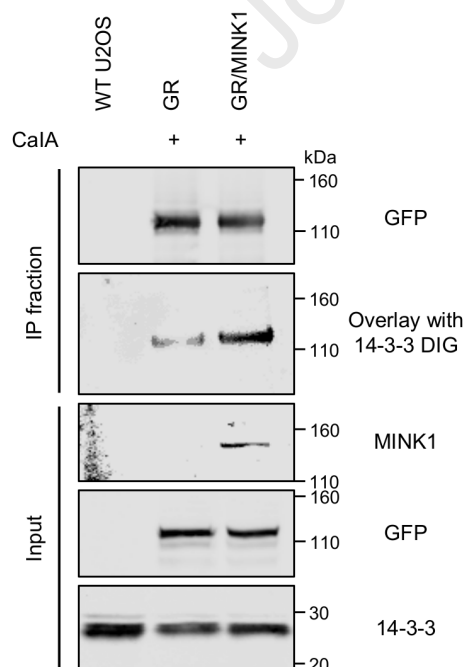 WT U2OS
GR
GR/MINK1
CalA
+
+
kDa
IP fraction
160
110
GFP
160
110
Overlay with
14-3-3 DIG
Input
160
110
MINK1
160
110
GFP
30
20
14-3-3